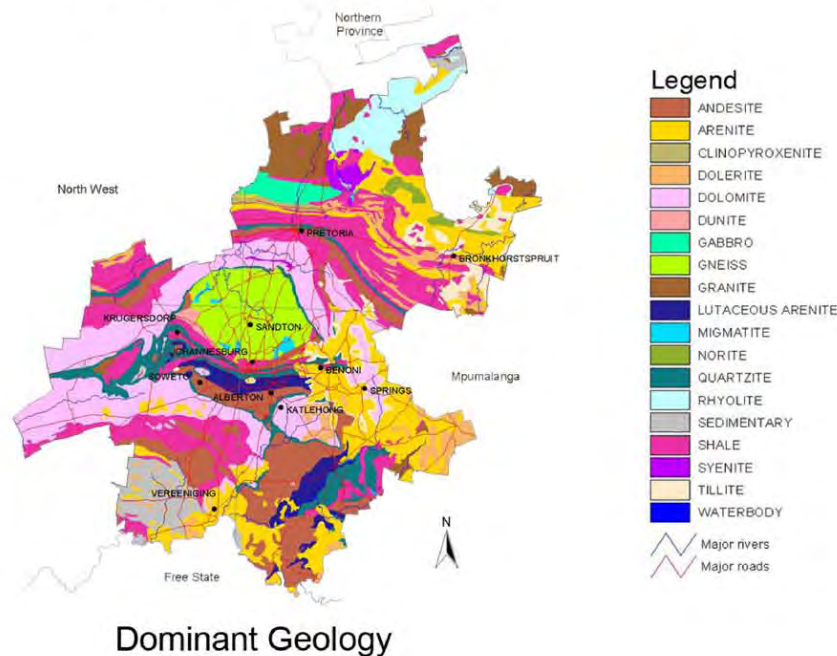 Northern
Province
North West
PRETORIA
BRONKHORSTSPRUIT
KRUGERSDORP
SANDTON
JOHANNESBURG
SOWETO
BENONI
SPRINGS
ALBERTON
KATLEHONG
Mpumalanga
VEREENIGING
Free State
N
Legend
ANDESITE
ARENITE
CLINOPYROXENITE
DOLERITE
DOLOMITE
DUNITE
GABBRO
GNEISS
GRANITE
LUTACEOUS ARENITE
MIGMATITE
NORITE
QUARTZITE
RHYOLITE
SEDIMENTARY
SHALE
SYENITE
TILLITE
WATERBODY
Major rivers
Major roads
Dominant Geology